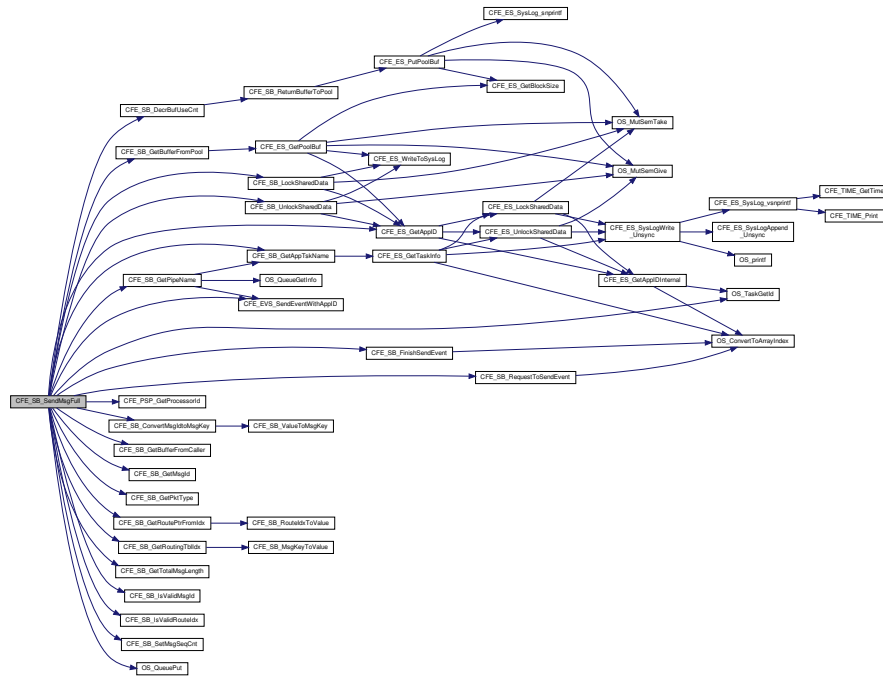 CFE_ES_SysLog_snprintf
CFE_ES_PutPoolBuf
CFE_ES_GetBlockSize
CFE_SB_ReturnBufferToPool
CFE_SB_DecrBufUseCnt
OS_MutSemTake
CFE_ES_GetPoolBuf
CFE_SB_GetBufferFromPool
CFE_ES_WriteToSysLog
OS_MutSemGive
CFE_SB_LockSharedData
CFE_TIME_GetTime
CFE_ES_SysLog_vsnprintf
CFE_SB_UnlockSharedData
CFE_ES_LockSharedData
CFE_TIME_Print
CFE_ES_GetAppID
CFE_ES_UnlockSharedData
CFE_ES_SysLogWrite
_Unsync
CFE_ES_SysLogAppend
_Unsync
CFE_SB_GetAppTskName
CFE_ES_GetTaskInfo
OS_printf
CFE_SB_GetPipeName
OS_QueueGetInfo
CFE_ES_GetAppIDInternal
OS_TaskGetId
CFE_EVS_SendEventWithAppID
OS_ConvertToArrayIndex
CFE_SB_FinishSendEvent
CFE_SB_RequestToSendEvent
CFE_SB_SendMsgFull
CFE_PSP_GetProcessorId
CFE_SB_ConvertMsgIdtoMsgKey
CFE_SB_ValueToMsgKey
CFE_SB_GetBufferFromCaller
CFE_SB_GetMsgId
CFE_SB_GetPktType
CFE_SB_GetRoutePtrFromIdx
CFE_SB_RouteIdxToValue
CFE_SB_GetRoutingTblIdx
CFE_SB_MsgKeyToValue
CFE_SB_GetTotalMsgLength
CFE_SB_IsValidMsgId
CFE_SB_IsValidRouteIdx
CFE_SB_SetMsgSeqCnt
OS_QueuePut